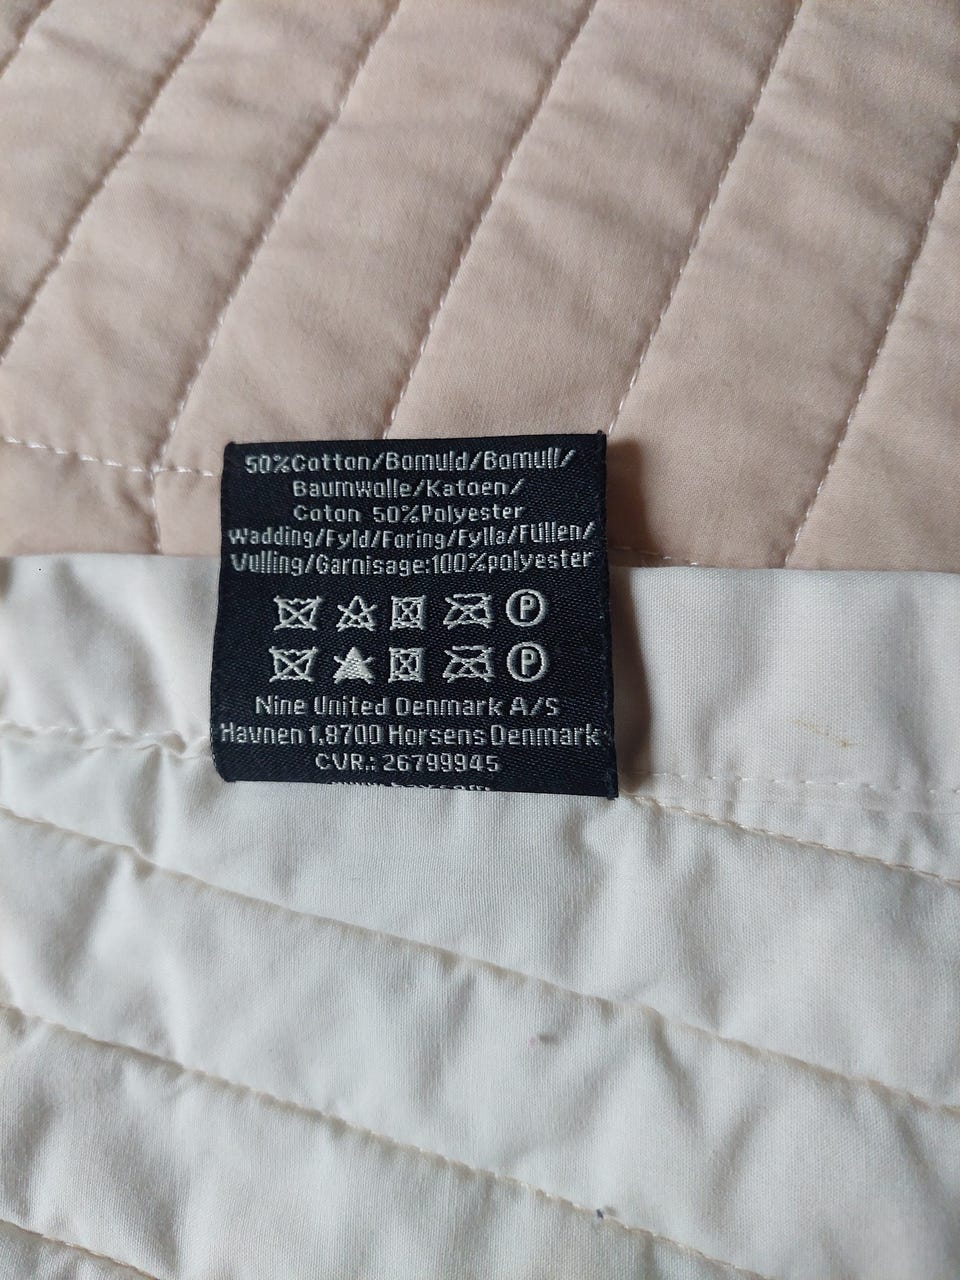 50%Cotton/Bomuld/Bomull/
Baumwolle/Katoen/
Coton 50%Polyester
Wadding/Fyld/Foring/Fylla/Füllen/
Vulling/Garnisage:100%polyester
P
P
Nine United Denmark A/S
Havnen 1,8700 Horsens Denmark
CVR.: 26799945